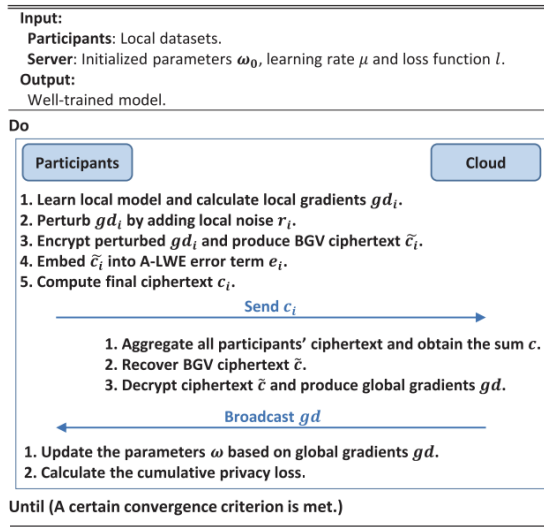 Input:
Participants: Local datasets.
Server: Initialized parameters ω₀, learning rate μ and loss function l.
Output:
Well-trained model.
Do
Participants
Cloud
1. Learn local model and calculate local gradients gdᵢ.
2. Perturb gdᵢ by adding local noise rᵢ.
3. Encrypt perturbed gdᵢ and produce BGV ciphertext c̃ᵢ.
4. Embed c̃ᵢ into A-LWE error term eᵢ.
5. Compute final ciphertext cᵢ.
Send cᵢ
1. Aggregate all participants' ciphertext and obtain the sum c.
2. Recover BGV ciphertext c̃.
3. Decrypt ciphertext c̃ and produce global gradients gd.
Broadcast gd
1. Update the parameters ω based on global gradients gd.
2. Calculate the cumulative privacy loss.
Until (A certain convergence criterion is met.)